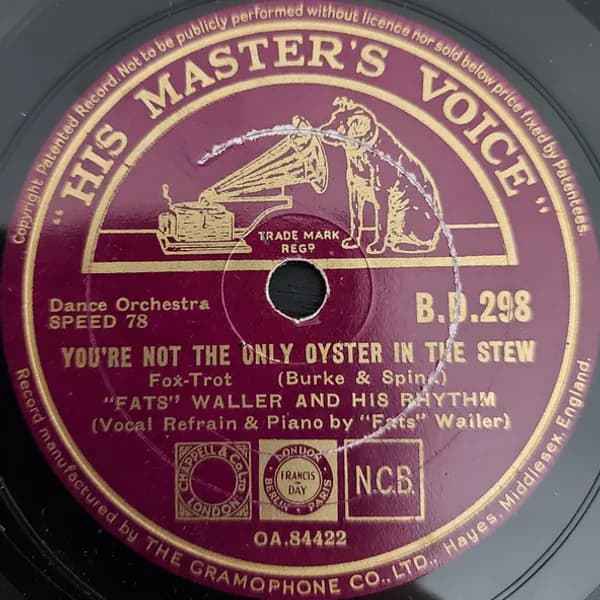 Copyright Patented Record. Not to be publicly performed without licence nor sold below price fixed by Patentees.
"HIS MASTER'S VOICE"
TRADE MARK
REGD
Dance Orchestra
SPEED 78
B.D.298
YOU'RE NOT THE ONLY OYSTER IN THE STEW
Fox-Trot (Burke & Spina)
"FATS" WALLER AND HIS RHYTHM
(Vocal Refrain & Piano by "Fats" Waller)
CHAPPELL & Co. LTD.
LONDON
LONDON
FRANCIS
DAY
BERLIN PARIS
N.C.B.
OA.84422
Record manufactured by THE GRAMOPHONE CO., LTD., Hayes, Middlesex, England.